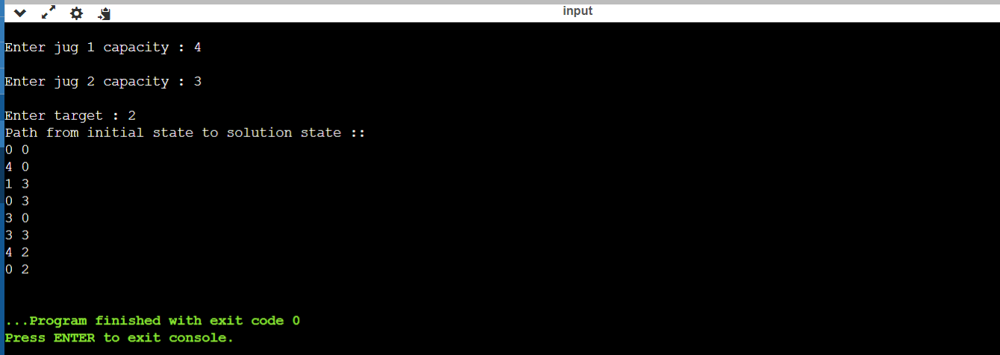 input
Enter jug 1 capacity : 4
Enter jug 2 capacity : 3
Enter target : 2
Path from initial state to solution state ::
0 0
4 0
1 3
0 3
3 0
3 3
4 2
0 2
...Program finished with exit code 0
Press ENTER to exit console.